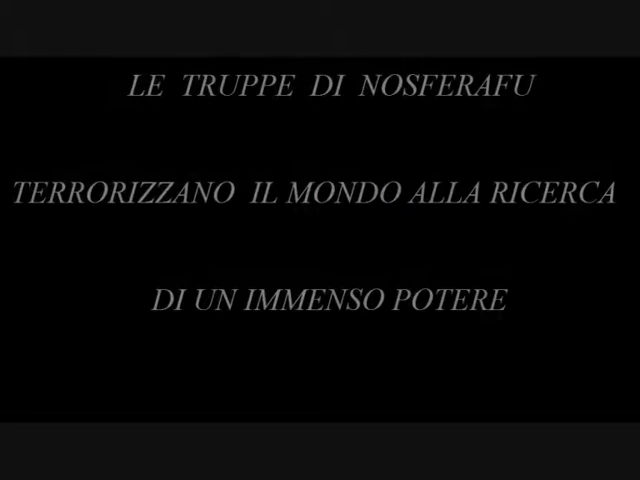 LE TRUPPE DI NOSFERAFU
TERRORIZZANO IL MONDO ALLA RICERCA
DI UN IMMENSO POTERE